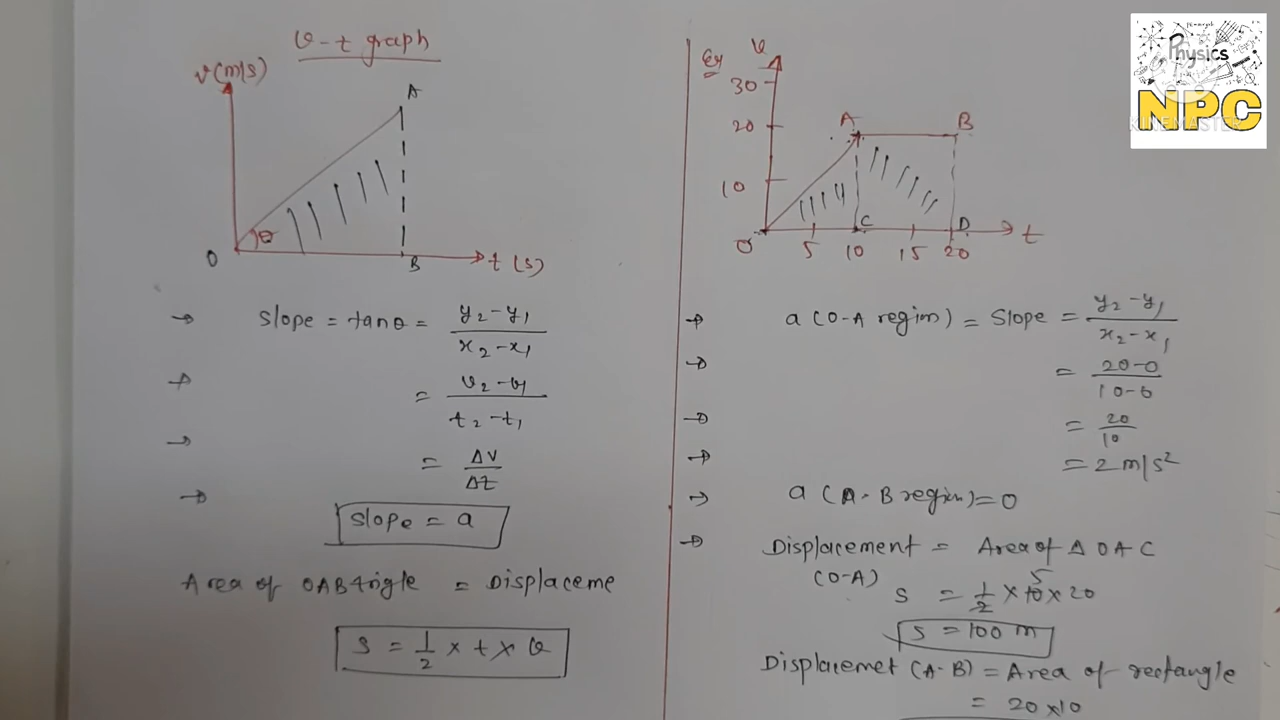 v-t graph
v(m/s)
A
O
θ
B
t (s)
Slope = tanθ = y₂-y₁ / x₂-x₁
= v₂-v₁ / t₂-t₁
= Δv / Δt
Slope = a
Area of OAB triangle = Displaceme
s = 1/2 × t × v
Ex
v
30
20
10
A
B
C
D
O
5 10 15 20
t
a (O-A region) = Slope = y₂-y₁ / x₂-x₁
= 20-0 / 10-0
= 20 / 10
= 2 m/s²
a (A-B region) = 0
Displacement = Area of Δ OAC
(O-A)
5
s = 1/2 × 10 × 20
s = 100 m
Displacemet (A-B) = Area of rectangle
= 20×10
Physics
NPC
KINEMASTER